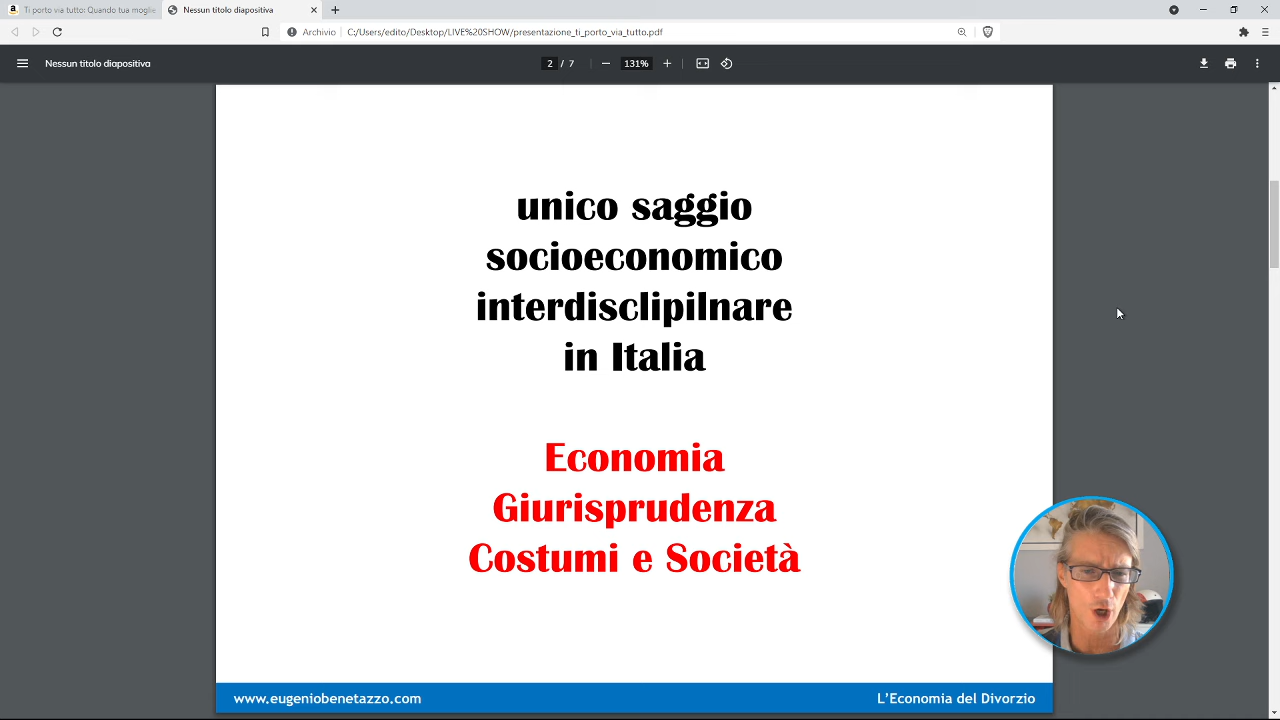 Ti porto via tutto: Quando tua moglie
Nessun titolo diapositiva
Archivio
C:/Users/edito/Desktop/LIVE%20SHOW/presentazione_ti_porto_via_tutto.pdf
Nessun titolo diapositiva
2 / 7
131%
unico saggio
socioeconomico
interdisclipilnare
in Italia
Economia
Giurisprudenza
Costumi e Società
www.eugeniobenetazzo.com
L'Economia del Divorzio